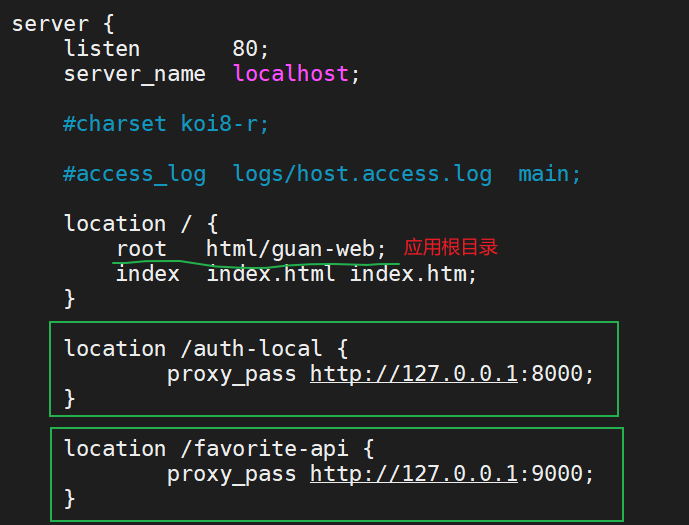 server {
    listen       80;
    server_name  localhost;
    #charset koi8-r;
    #access_log  logs/host.access.log  main;
    location / {
        root   html/guan-web; 应用根目录
        index  index.html index.htm;
    }
    location /auth-local {
            proxy_pass http://127.0.0.1:8000;
    }
    location /favorite-api {
            proxy_pass http://127.0.0.1:9000;
    }